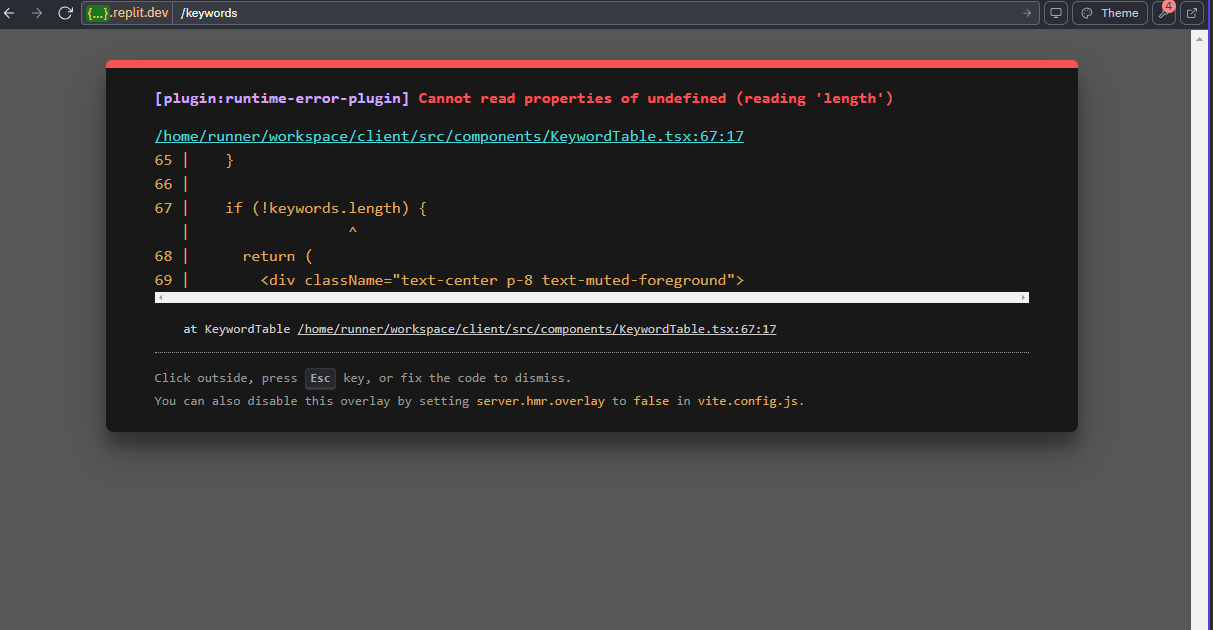 {...}.replit.dev /keywords
Theme
4
[plugin:runtime-error-plugin] Cannot read properties of undefined (reading 'length')
/home/runner/workspace/client/src/components/KeywordTable.tsx:67:17
65 |    }
66 |
67 |    if (!keywords.length) {
|                  ^
68 |      return (
69 |        <div className="text-center p-8 text-muted-foreground">
at KeywordTable /home/runner/workspace/client/src/components/KeywordTable.tsx:67:17
Click outside, press Esc key, or fix the code to dismiss.
You can also disable this overlay by setting server.hmr.overlay to false in vite.config.js.